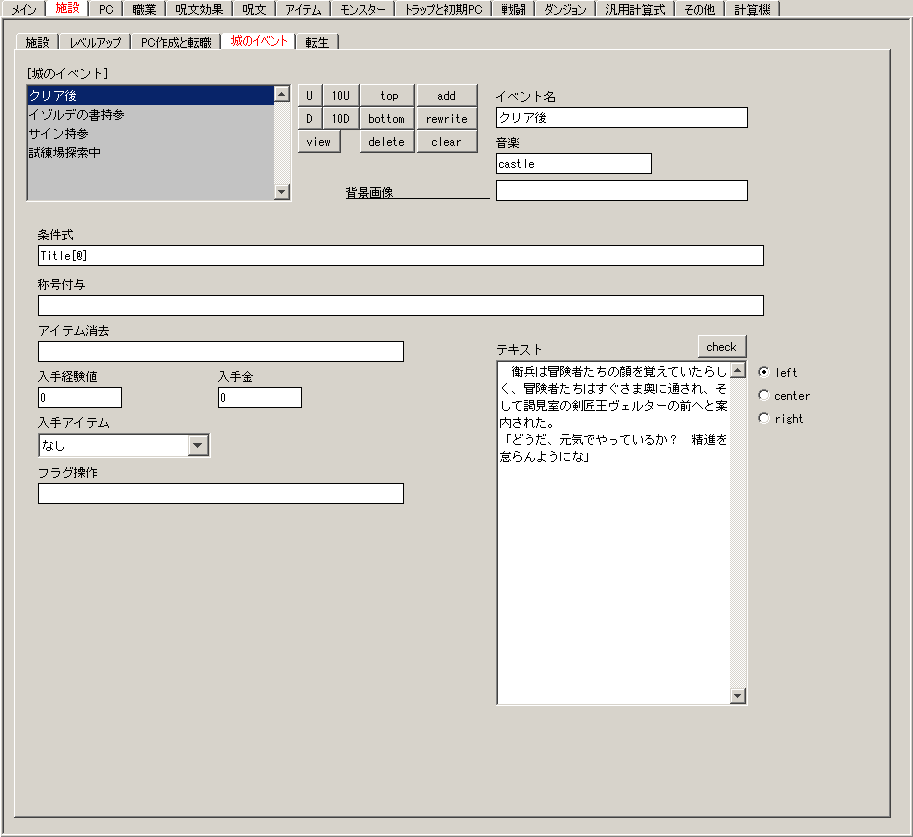 メイン 施設 PC 職業 呪文効果 呪文 アイテム モンスター トラップと初期PC 戦闘 ダンジョン 汎用計算式 その他 計算機
施設 レベルアップ PC作成と転職 城のイベント 転生
[城のイベント]
クリア後
イゾルデの書持参
サイン持参
試練場探索中
U 10U top add
D 10D bottom rewrite
view delete clear
イベント名
クリア後
音楽
castle
背景画像
条件式
Title[0]
称号付与
アイテム消去
入手経験値 入手金
0 0
入手アイテム
なし
フラグ操作
テキスト check
　衛兵は冒険者たちの顔を覚えていたらし
く、冒険者たちはすぐさま奥に通され、そ
して謁見室の剣匠王ヴェルターの前へと案
内された。
「どうだ、元気でやっているか？　精進を
怠らんようにな」
left
center
right